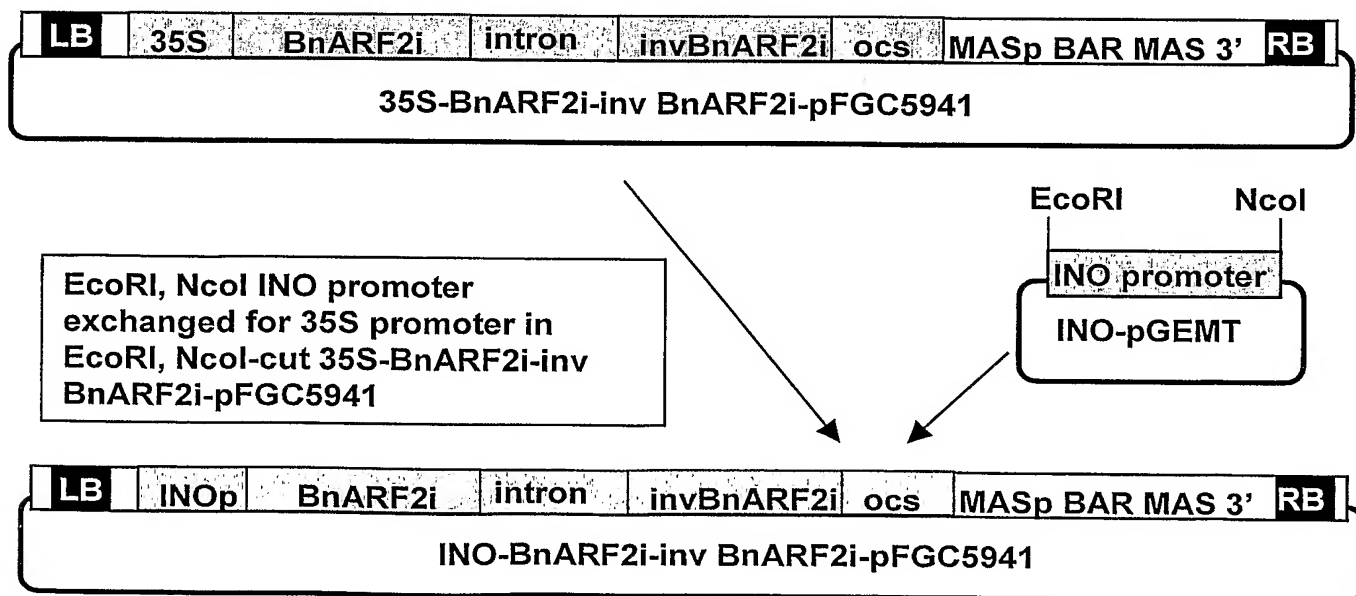 LB 35S BnARF2i intron invBnARF2i ocs MASp BAR MAS 3' RB
35S-BnARF2i-inv BnARF2i-pFGC5941
EcoRI NcoI
INO promoter
INO-pGEMT
EcoRI, NcoI INO promoter
exchanged for 35S promoter in
EcoRI, NcoI-cut 35S-BnARF2i-inv
BnARF2i-pFGC5941
LB INOp BnARF2i intron invBnARF2i ocs MASp BAR MAS 3' RB
INO-BnARF2i-inv BnARF2i-pFGC5941